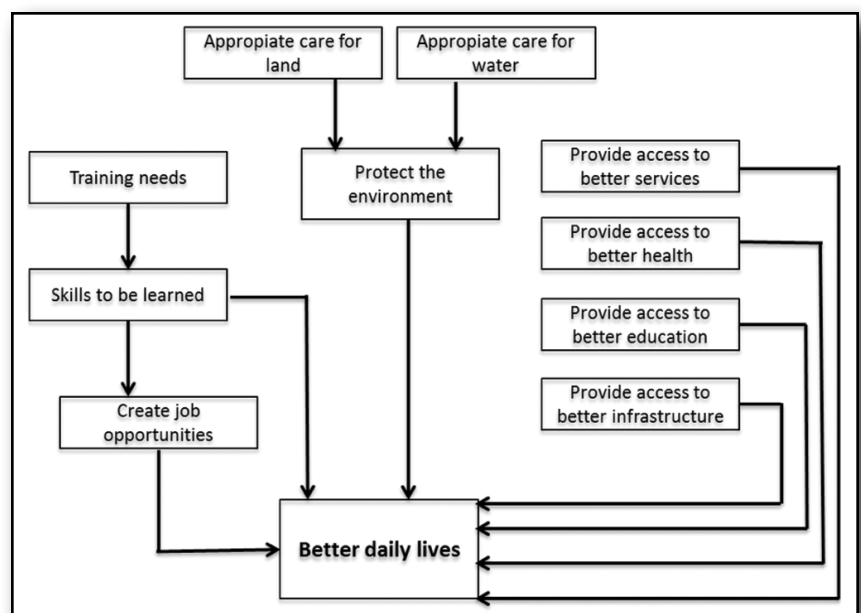 Appropiate care for
land
Appropiate care for
water
Training needs
Protect the
environment
Provide access to
better services
Provide access to
better health
Skills to be learned
Provide access to
better education
Create job
opportunities
Provide access to
better infrastructure
Better daily lives